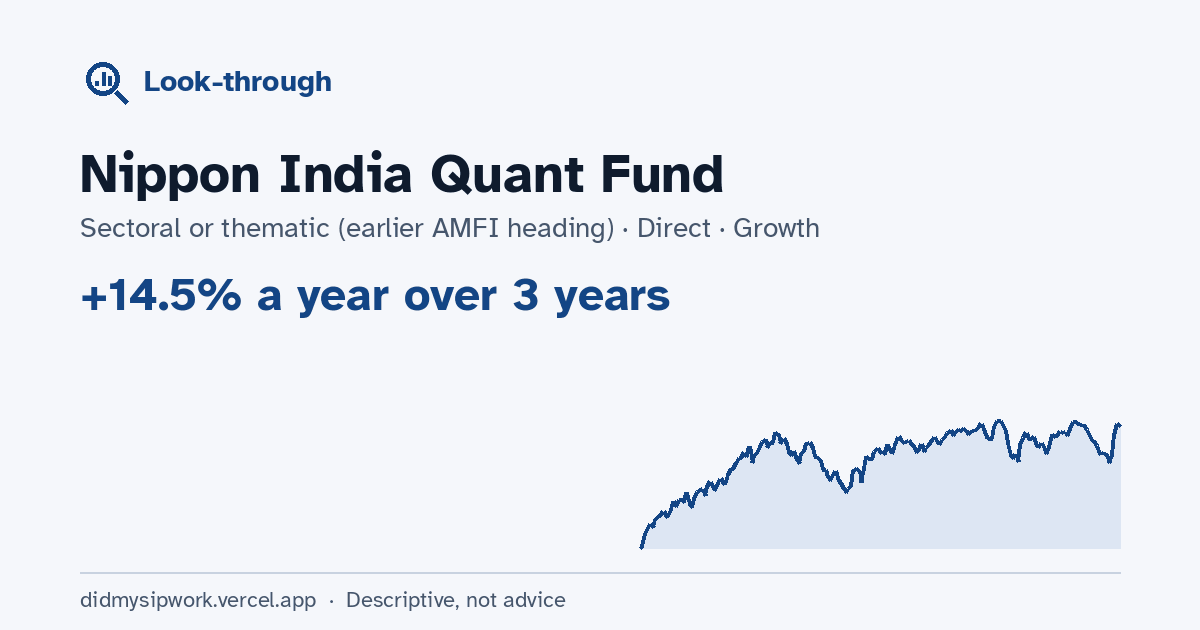 Look-through
Nippon India Quant Fund
Sectoral or thematic (earlier AMFI heading) · Direct · Growth
+14.5% a year over 3 years
didmysipwork.vercel.app · Descriptive, not advice